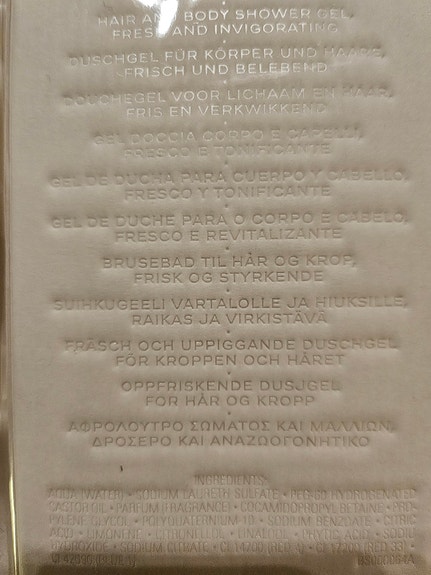 HAIR AND BODY SHOWER GEL,
FRESH AND INVIGORATING
•
DUSCHGEL FÜR KÖRPER UND HAARE,
FRISCH UND BELEBEND
•
DOUCHEGEL VOOR LICHAAM EN HAAR,
FRIS EN VERKWIKKEND
•
GEL DOCCIA CORPO E CAPELLI,
FRESCO E TONIFICANTE
•
GEL DE DUCHA PARA CUERPO Y CABELLO,
FRESCO Y TONIFICANTE
•
GEL DE DUCHE PARA O CORPO E CABELO,
FRESCO E REVITALIZANTE
•
BRUSEBAD TIL HÅR OG KROP,
FRISK OG STYRKENDE
•
SUIHKUGEELI VARTALOLLE JA HIUKSILLE,
RAIKAS JA VIRKISTÄVÄ
•
FRÄSCH OCH UPPIGGANDE DUSCHGEL
FÖR KROPPEN OCH HÅRET
•
OPPFRISKENDE DUSJGEL
FOR HÅR OG KROPP
•
ΑΦΡΟΛΟΥΤΡΟ ΣΩΜΑΤΟΣ ΚΑΙ ΜΑΛΛΙΩΝ,
ΔΡΟΣΕΡΟ ΚΑΙ ΑΝΑΖΩΟΓΟΝΗΤΙΚΟ
INGREDIENTS:
AQUA (WATER) • SODIUM LAURETH SULFATE • PEG-60 HYDROGENATED
CASTOR OIL • PARFUM (FRAGRANCE) • COCAMIDOPROPYL BETAINE • PRO-
PYLENE GLYCOL • POLYQUATERNIUM-10 • SODIUM BENZOATE • CITRIC
ACID • LIMONENE • CITRONELLOL • LINALOOL • PHYTIC ACID • SODIUM
HYDROXIDE • SODIUM CITRATE • CI 14700 (RED 4) • CI 17200 (RED 33) •
CI 42090 (BLUE 1)